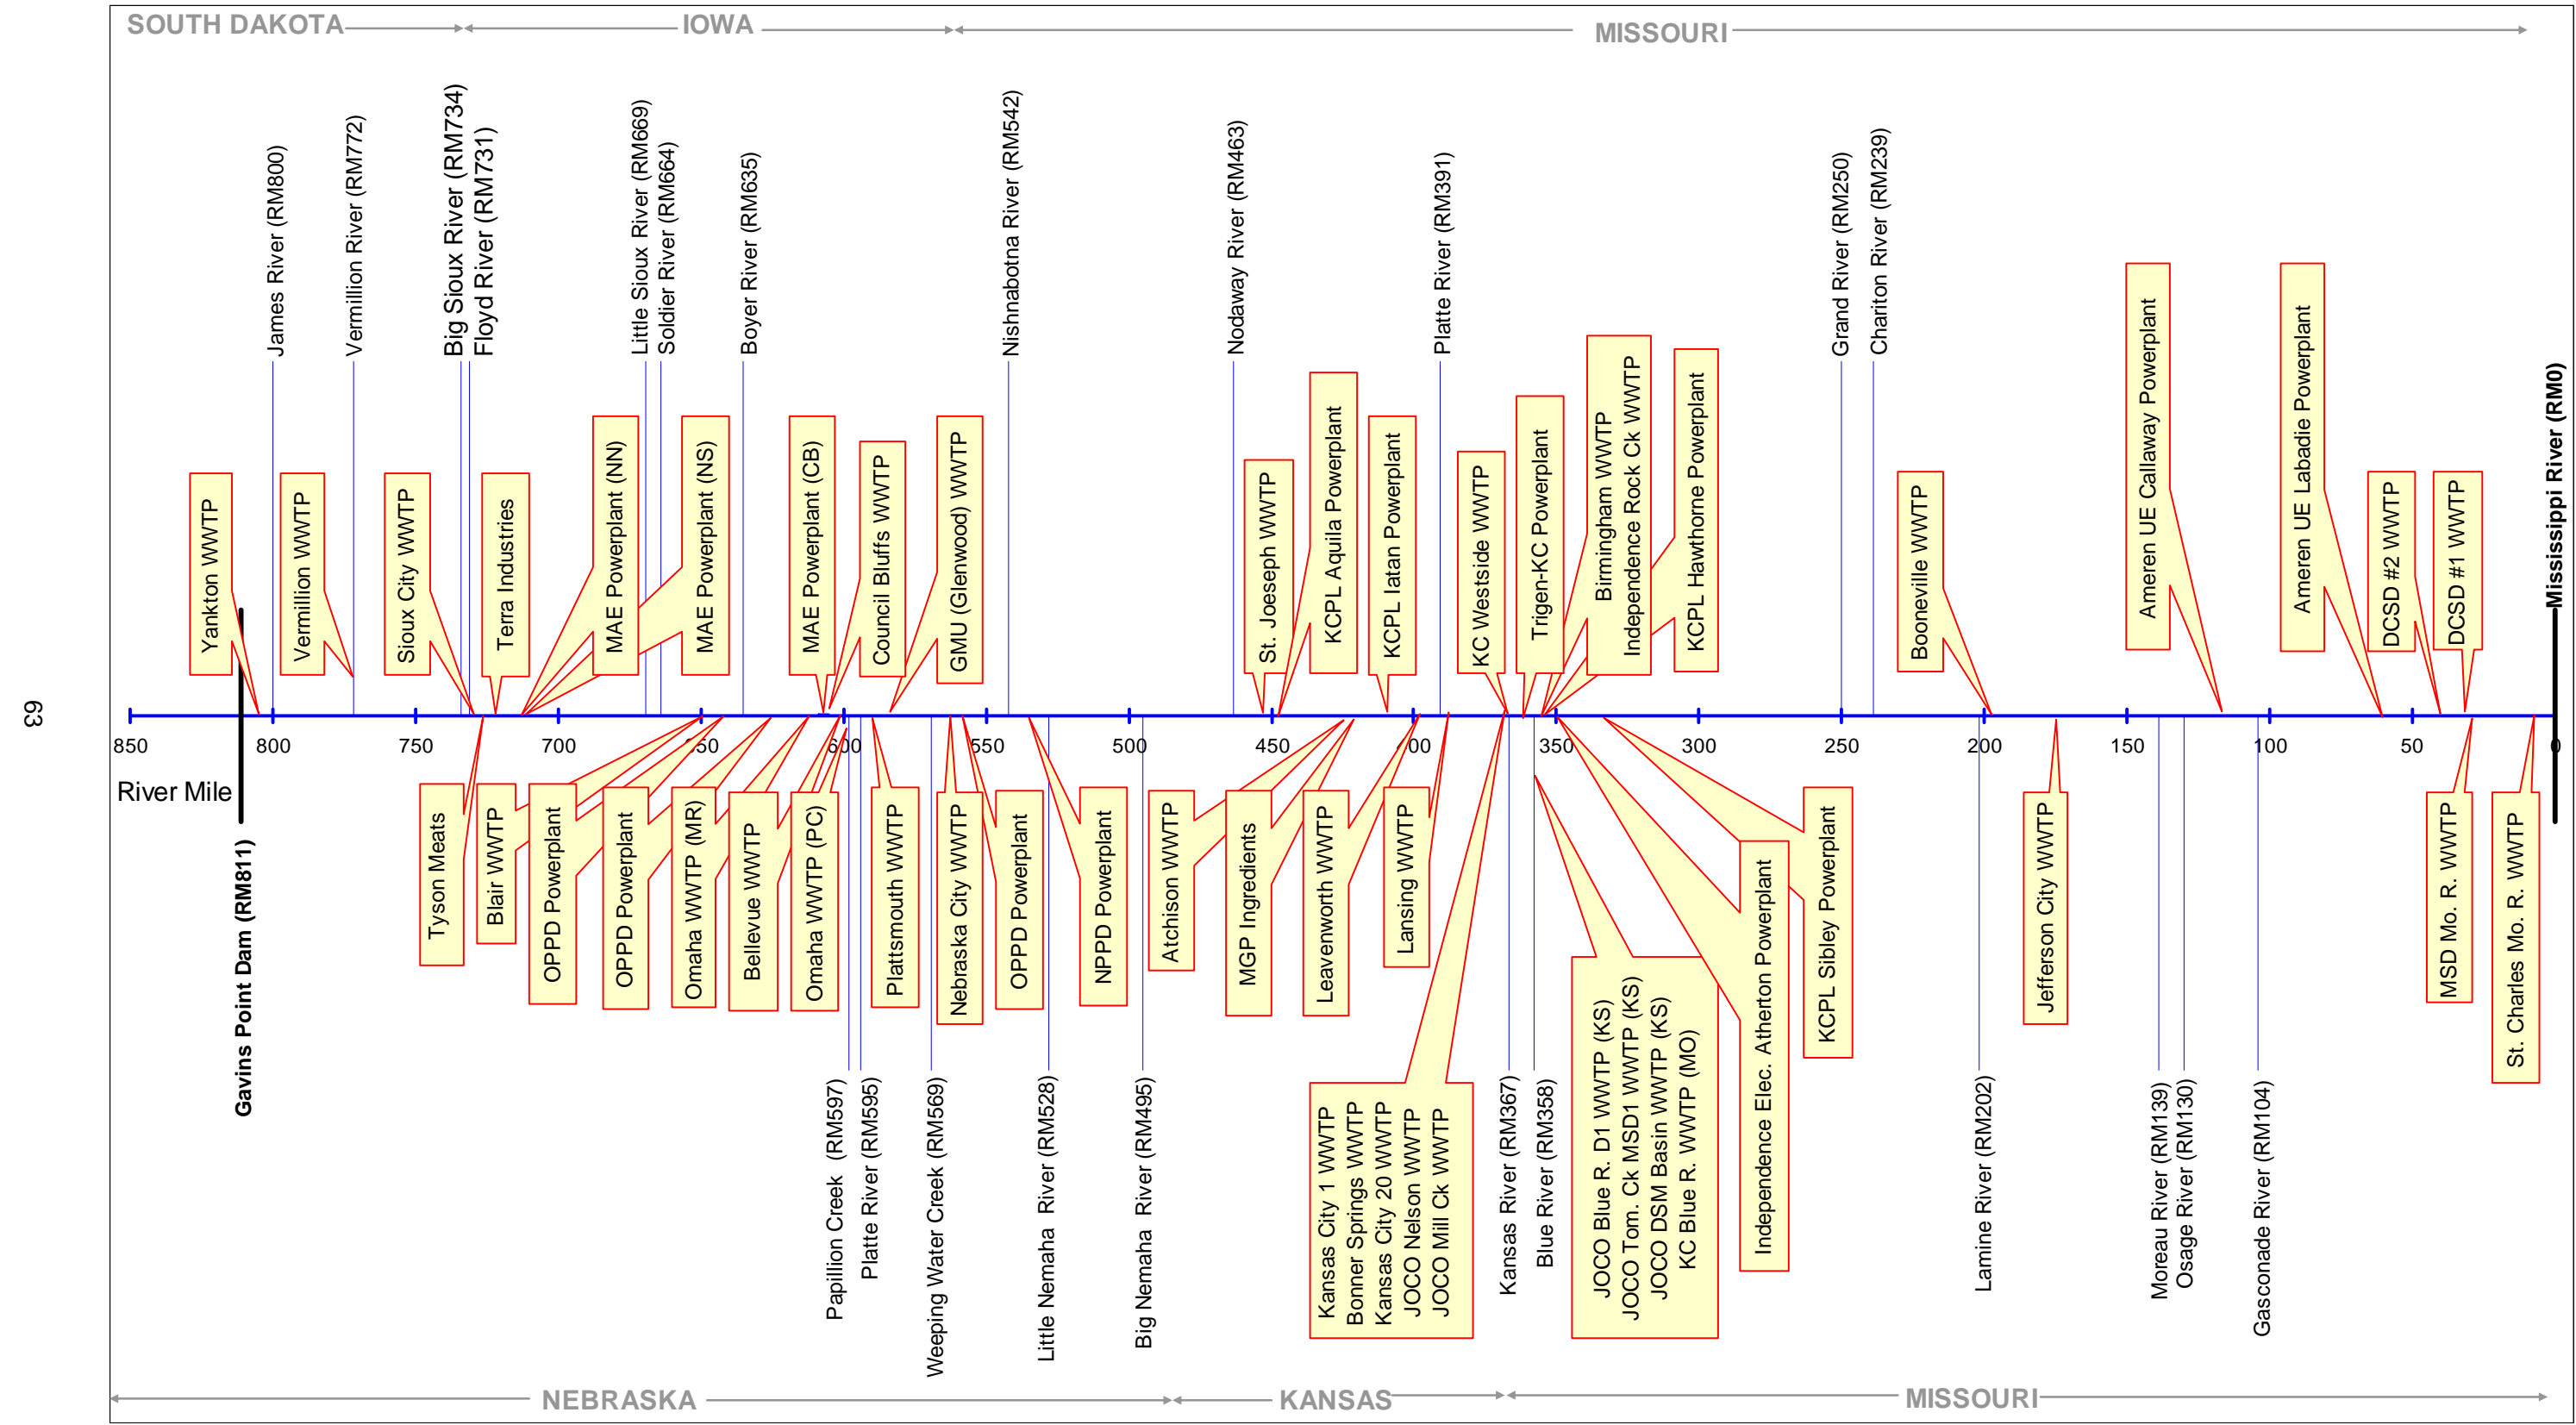 SOUTH DAKOTA
IOWA
MISSOURI
James River (RM800)
Vermillion River (RM772)
Big Sioux River (RM734)
Floyd River (RM731)
Little Sioux River (RM669)
Soldier River (RM664)
Boyer River (RM635)
Nishnabotna River (RM542)
Nodaway River (RM463)
Platte River (RM391)
Grand River (RM250)
Chariton River (RM239)
Mississippi River (RM0)
Yankton WWTP
Vermillion WWTP
Sioux City WWTP
Terra Industries
MAE Powerplant (NN)
MAE Powerplant (NS)
MAE Powerplant (CB)
Council Bluffs WWTP
GMU (Glenwood) WWTP
St. Joeseph WWTP
KCPL Aquila Powerplant
KCPL Iatan Powerplant
KC Westside WWTP
Trigen-KC Powerplant
Birmingham WWTP
Independence Rock Ck WWTP
KCPL Hawthorne Powerplant
Booneville WWTP
Ameren UE Callaway Powerplant
Ameren UE Labadie Powerplant
DCSD #2 WWTP
DCSD #1 WWTP
63
850
800
750
700
650
600
550
500
450
400
350
300
250
200
150
100
50
0
River Mile
Gavins Point Dam (RM811)
Tyson Meats
Blair WWTP
OPPD Powerplant
OPPD Powerplant
Omaha WWTP (MR)
Bellevue WWTP
Omaha WWTP (PC)
Plattsmouth WWTP
Nebraska City WWTP
OPPD Powerplant
NPPD Powerplant
Atchison WWTP
MGP Ingredients
Leavenworth WWTP
Lansing WWTP
Kansas City 1 WWTP
Bonner Springs WWTP
Kansas City 20 WWTP
JOCO Nelson WWTP
JOCO Mill Ck WWTP
JOCO Blue R. D1 WWTP (KS)
JOCO Tom. Ck MSD1 WWTP (KS)
JOCO DSM Basin WWTP (KS)
KC Blue R. WWTP (MO)
Independence Elec. Atherton Powerplant
KCPL Sibley Powerplant
Jefferson City WWTP
MSD Mo. R. WWTP
St. Charles Mo. R. WWTP
Papillion Creek (RM597)
Platte River (RM595)
Weeping Water Creek (RM569)
Little Nemaha River (RM528)
Big Nemaha River (RM495)
Kansas River (RM367)
Blue River (RM358)
Lamine River (RM202)
Moreau River (RM139)
Osage River (RM130)
Gasconade River (RM104)
NEBRASKA
KANSAS
MISSOURI